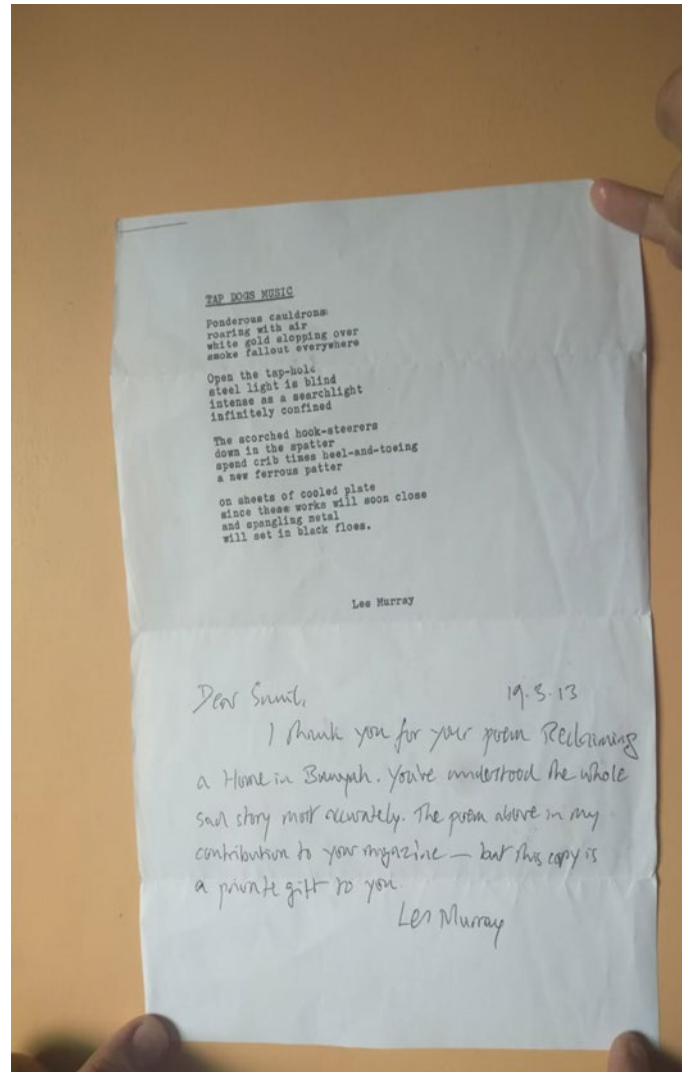 TAP DOGS MUSIC
Ponderous cauldrons
roaring with air
white gold slopping over
smoke fallout everywhere
Open the tap-hole
steel light is blind
intense as a searchlight
infinitely confined
The scorched hook-steerers
down in the spatter
spend crib times heel-and-toeing
a new ferrous patter
on sheets of cooled plate
since these works will soon close
and spangling metal
will set in black floes.
Les Murray
Dear Sunil, 19.3.13
I thank you for your poem Reclaiming
a Home in Bunyah. You've understood the whole
sad story most accurately. The poem above is my
contribution to your magazine — but this copy is
a private gift to you.
Les Murray